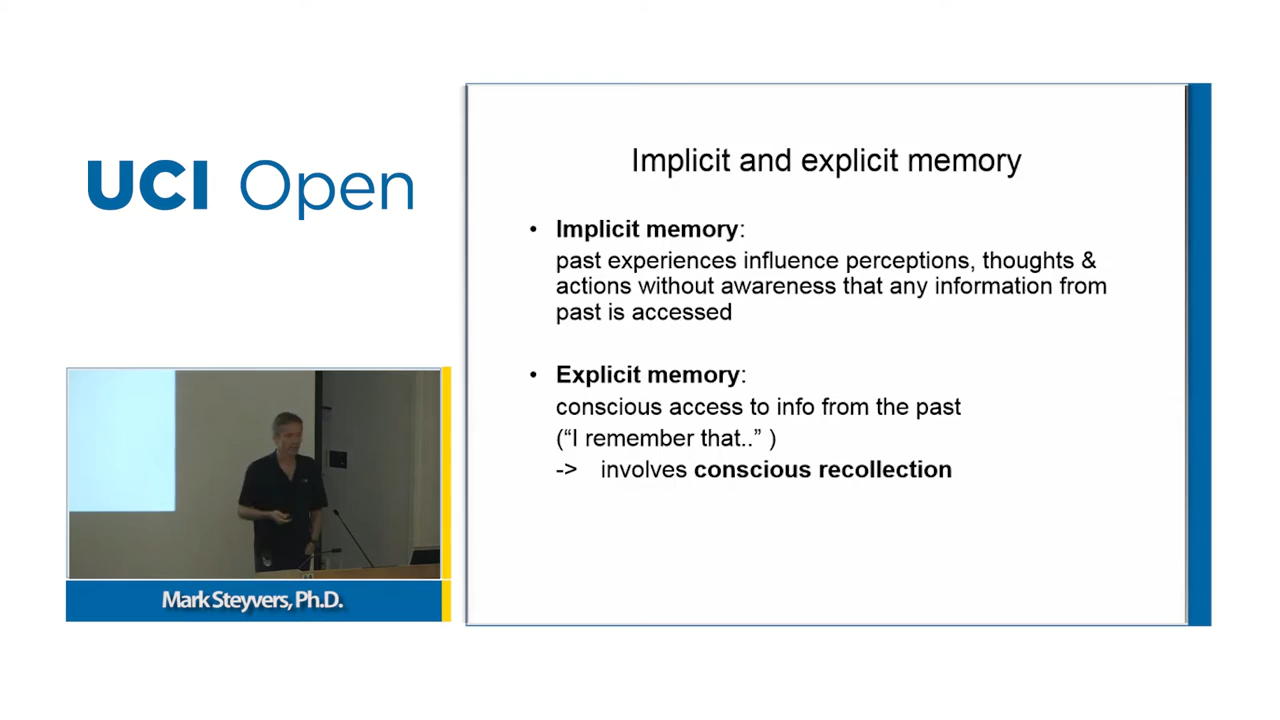 UCI Open
Implicit and explicit memory
• Implicit memory:
past experiences influence perceptions, thoughts &
actions without awareness that any information from
past is accessed
• Explicit memory:
conscious access to info from the past
(“I remember that..” )
-> involves conscious recollection
Mark Steyvers, Ph.D.